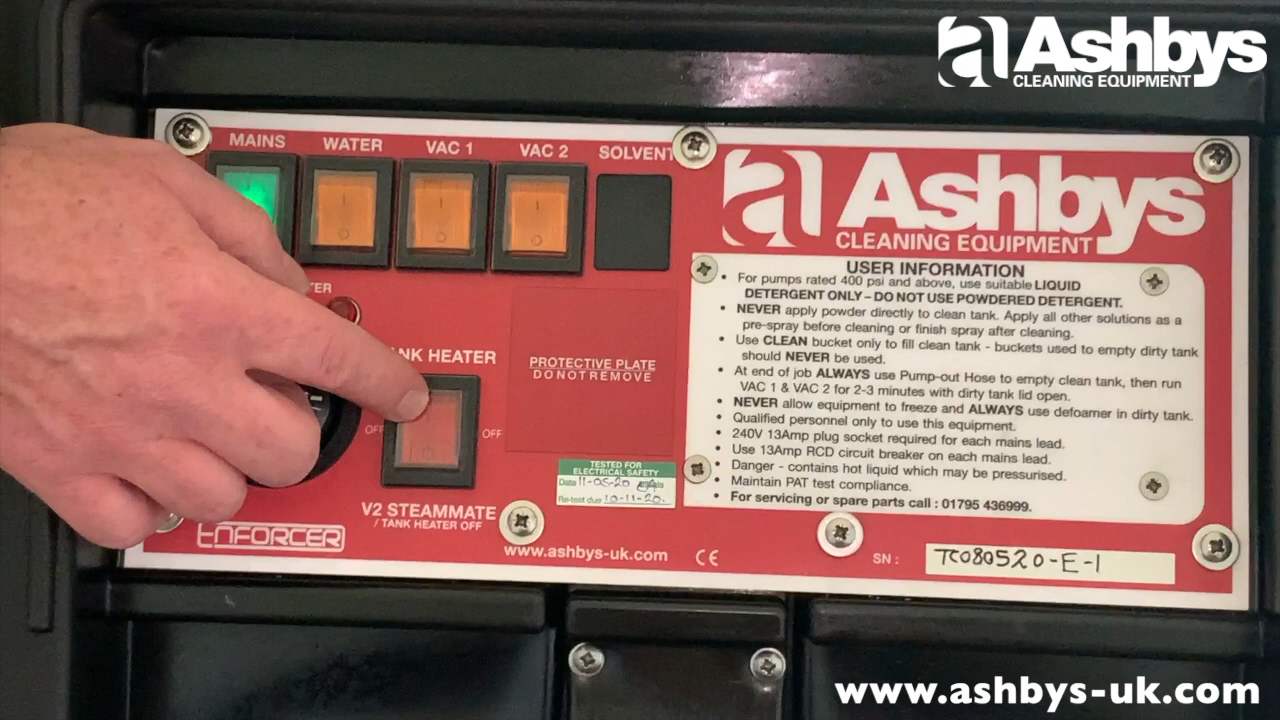 Ashbys
CLEANING EQUIPMENT
MAINS
WATER
VAC 1
VAC 2
SOLVENT
Ashbys
CLEANING EQUIPMENT
USER INFORMATION
• For pumps rated 400 psi and above, use suitable LIQUID
DETERGENT ONLY – DO NOT USE POWDERED DETERGENT.
• NEVER apply powder directly to clean tank. Apply all other solutions as a
pre-spray before cleaning or finish spray after cleaning.
• Use CLEAN bucket only to fill clean tank - buckets used to empty dirty tank
should NEVER be used.
• At end of job ALWAYS use Pump-out Hose to empty clean tank, then run
VAC 1 & VAC 2 for 2-3 minutes with dirty tank lid open.
• NEVER allow equipment to freeze and ALWAYS use defoamer in dirty tank.
• Qualified personnel only to use this equipment.
• 240V 13Amp plug socket required for each mains lead.
• Use 13Amp RCD circuit breaker on each mains lead.
• Danger - contains hot liquid which may be pressurised.
• Maintain PAT test compliance.
• For servicing or spare parts call : 01795 436999.
HEATER
PROTECTIVE PLATE
DO NOT REMOVE
OFF
OFF
TESTED FOR
ELECTRICAL SAFETY
Date 11-05-20
Re-test due 10-11-20.
V2 STEAMMATE
/ TANK HEATER OFF
ENFORCER
www.ashbys-uk.com
CE
SN :
TC080520-E-1
www.ashbys-uk.com